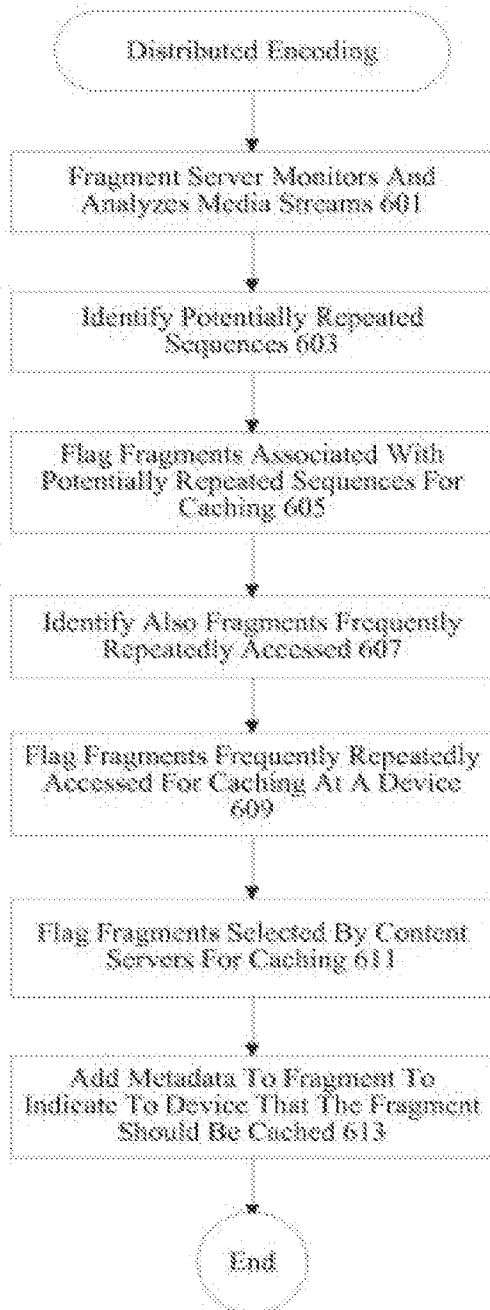 Distributed Encoding
Fragment Server Monitors And
Analyzes Media Streams 601
Identify Potentially Repeated
Sequences 603
Flag Fragments Associated With
Potentially Repeated Sequences For
Caching 605
Identify Also Fragments Frequently
Repeatedly Accessed 607
Flag Fragments Frequently Repeatedly
Accessed For Caching At A Device
609
Flag Fragments Selected By Content
Servers For Caching 611
Add Metadata To Fragment To
Indicate To Device That The Fragment
Should Be Cached 613
End